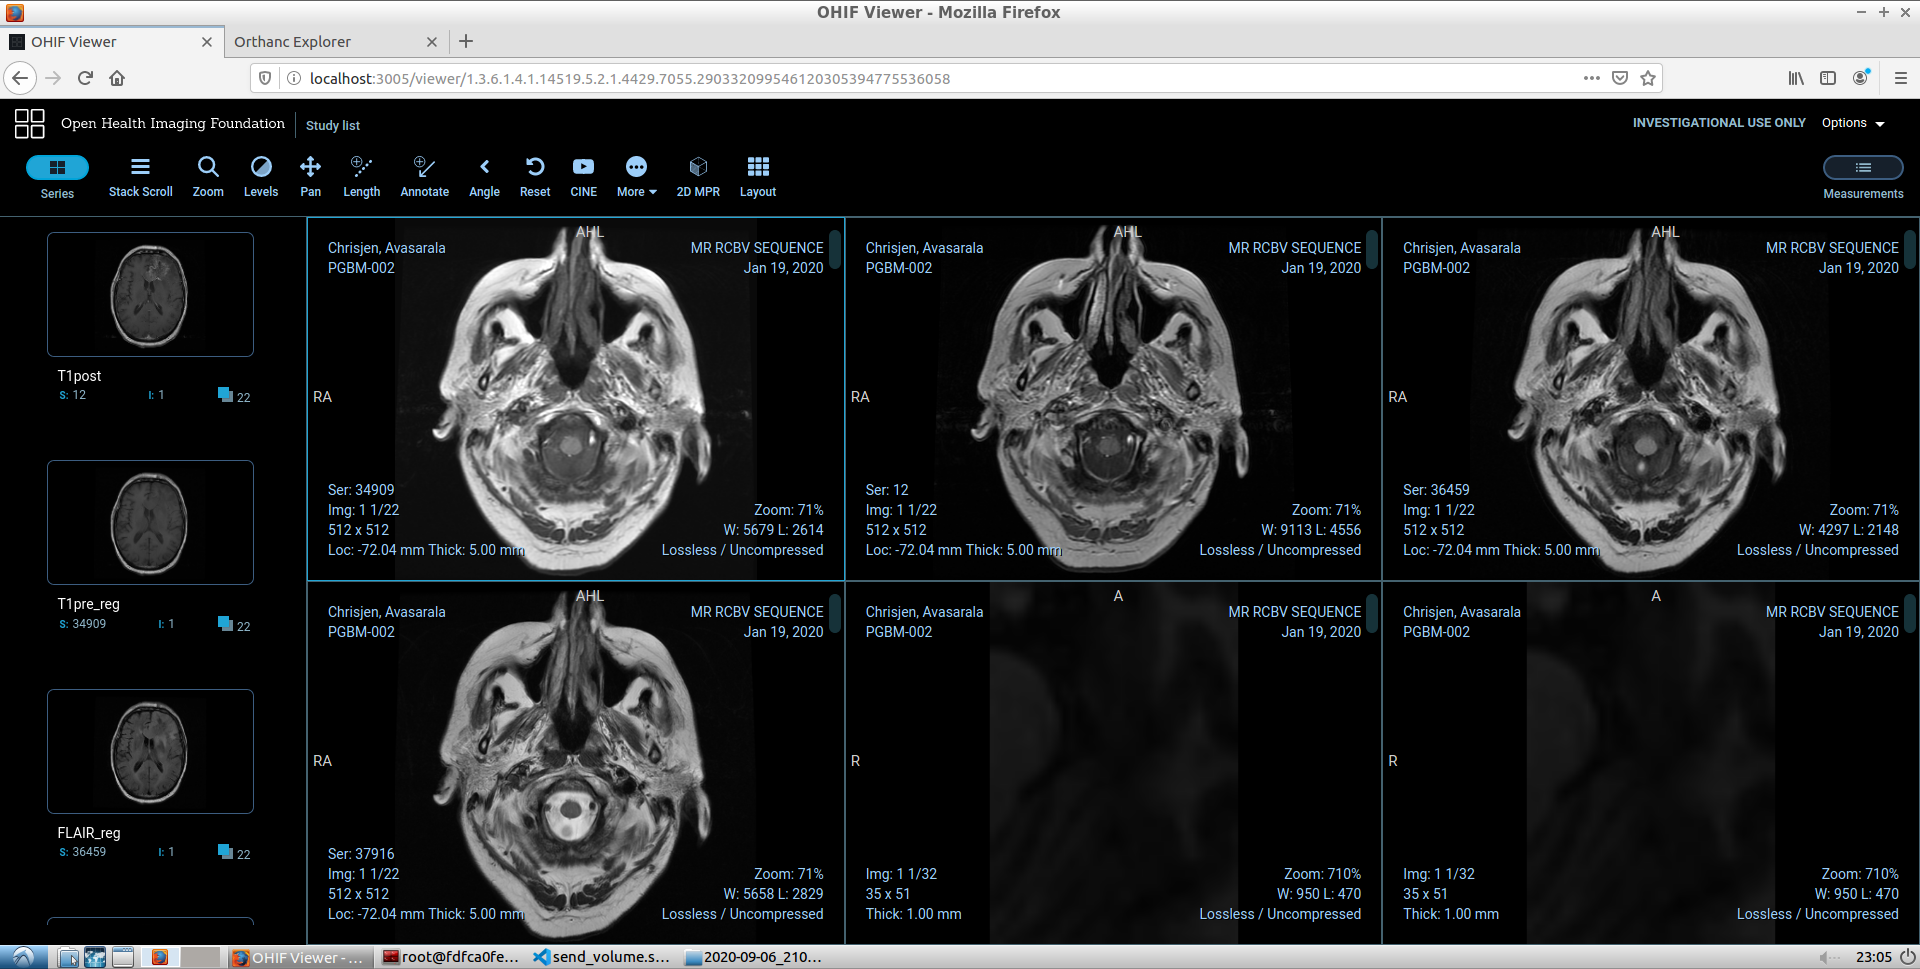 OHIF Viewer - Mozilla Firefox
OHIF Viewer
Orthanc Explorer
localhost:3005/viewer/1.3.6.1.4.1.14519.5.2.1.4429.7055.290332099546120305394775536058
Open Health Imaging Foundation
Study list
INVESTIGATIONAL USE ONLY
Options
Series
Stack Scroll
Zoom
Levels
Pan
Length
Annotate
Angle
Reset
CINE
More
2D MPR
Layout
Measurements
T1post
S: 12 I: 1 22
T1pre_reg
S: 34909 I: 1 22
FLAIR_reg
S: 36459 I: 1 22
AHL
Chrisjen, Avasarala
PGBM-002
MR RCBV SEQUENCE
Jan 19, 2020
RA
Ser: 34909
Img: 1 1/22
512 x 512
Loc: -72.04 mm Thick: 5.00 mm
Zoom: 71%
W: 5679 L: 2614
Lossless / Uncompressed
AHL
Chrisjen, Avasarala
PGBM-002
MR RCBV SEQUENCE
Jan 19, 2020
RA
Ser: 12
Img: 1 1/22
512 x 512
Loc: -72.04 mm Thick: 5.00 mm
Zoom: 71%
W: 9113 L: 4556
Lossless / Uncompressed
AHL
Chrisjen, Avasarala
PGBM-002
MR RCBV SEQUENCE
Jan 19, 2020
RA
Ser: 36459
Img: 1 1/22
512 x 512
Loc: -72.04 mm Thick: 5.00 mm
Zoom: 71%
W: 4297 L: 2148
Lossless / Uncompressed
AHL
Chrisjen, Avasarala
PGBM-002
MR RCBV SEQUENCE
Jan 19, 2020
RA
Ser: 37916
Img: 1 1/22
512 x 512
Loc: -72.04 mm Thick: 5.00 mm
Zoom: 71%
W: 5658 L: 2829
Lossless / Uncompressed
A
Chrisjen, Avasarala
PGBM-002
MR RCBV SEQUENCE
Jan 19, 2020
R
Img: 1 1/32
35 x 51
Thick: 1.00 mm
Zoom: 710%
W: 950 L: 470
Lossless / Uncompressed
A
Chrisjen, Avasarala
PGBM-002
MR RCBV SEQUENCE
Jan 19, 2020
R
Img: 1 1/32
35 x 51
Thick: 1.00 mm
Zoom: 710%
W: 950 L: 470
Lossless / Uncompressed
OHIF Viewer - ...
root@fdfca0fe...
send_volume.s...
2020-09-06_210...
23:05